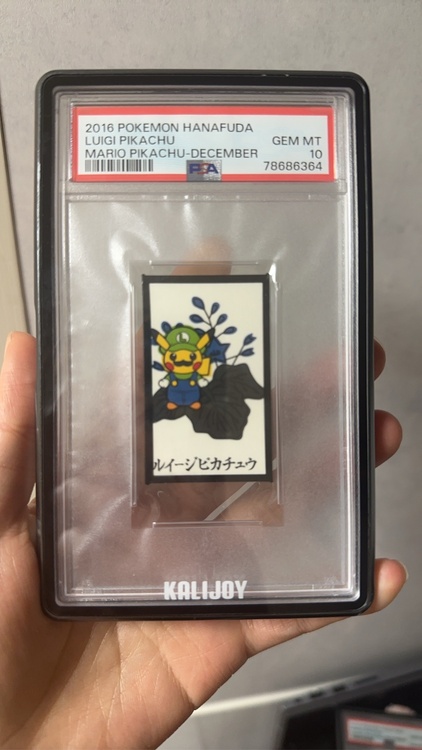 2016 POKEMON HANAFUDA
LUIGI PIKACHU GEM MT
MARIO PIKACHU-DECEMBER 10
PSA 78686364
L
ルイージピカチュウ
KALIJOY